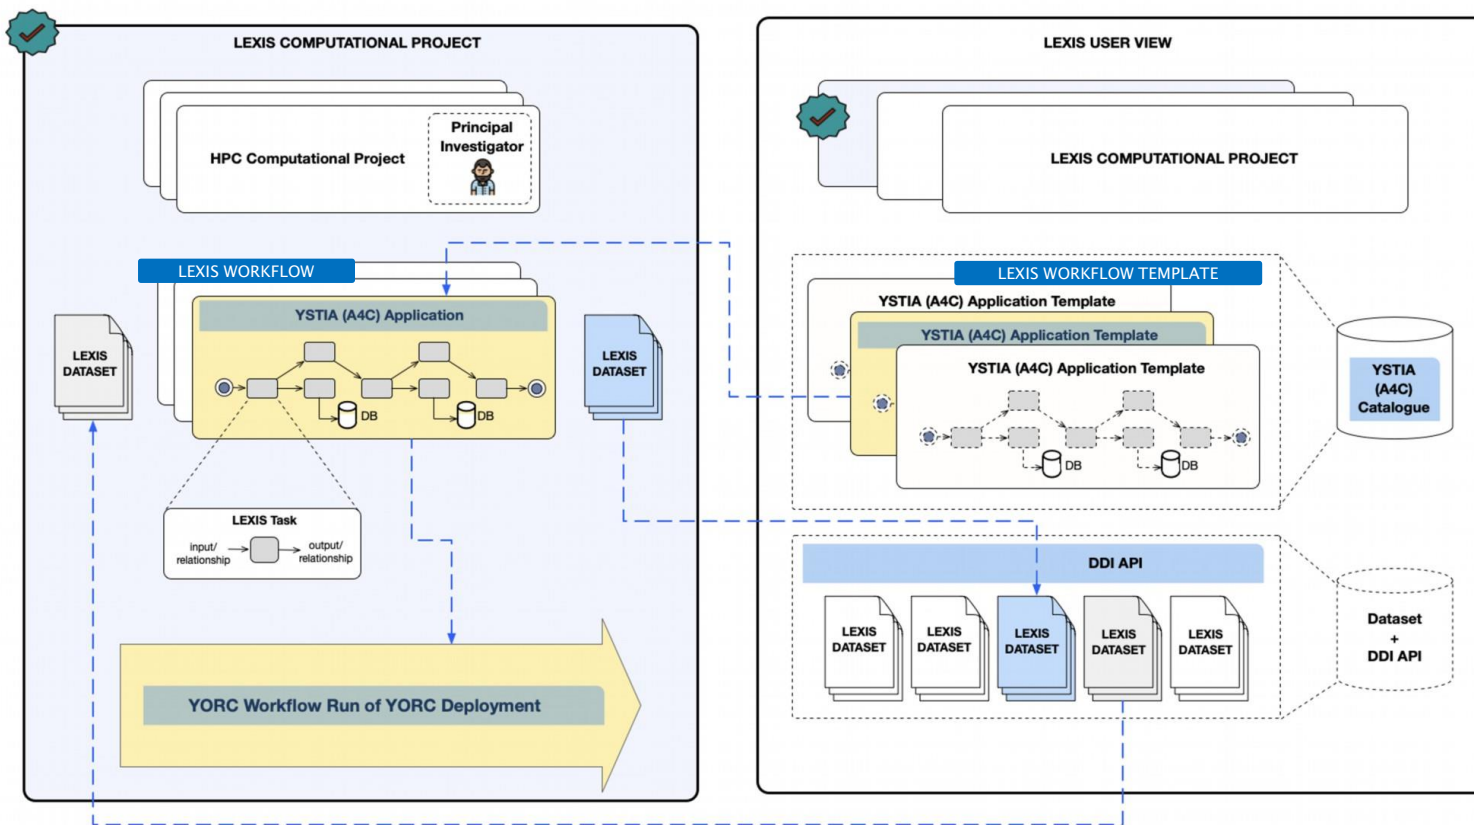 LEXIS COMPUTATIONAL PROJECT
Principal
Investigator
HPC Computational Project
LEXIS WORKFLOW
YSTIA (A4C) Application
LEXIS
DATASET
DB
DB
LEXIS
DATASET
LEXIS Task
input/
relationship
output/
relationship
YORC Workflow Run of YORC Deployment
LEXIS USER VIEW
LEXIS COMPUTATIONAL PROJECT
LEXIS WORKFLOW TEMPLATE
YSTIA (A4C) Application Template
YSTIA (A4C) Application Template
YSTIA (A4C) Application Template
DB
DB
YSTIA
(A4C)
Catalogue
DDI API
LEXIS
DATASET
LEXIS
DATASET
LEXIS
DATASET
LEXIS
DATASET
LEXIS
DATASET
Dataset
+
DDI API